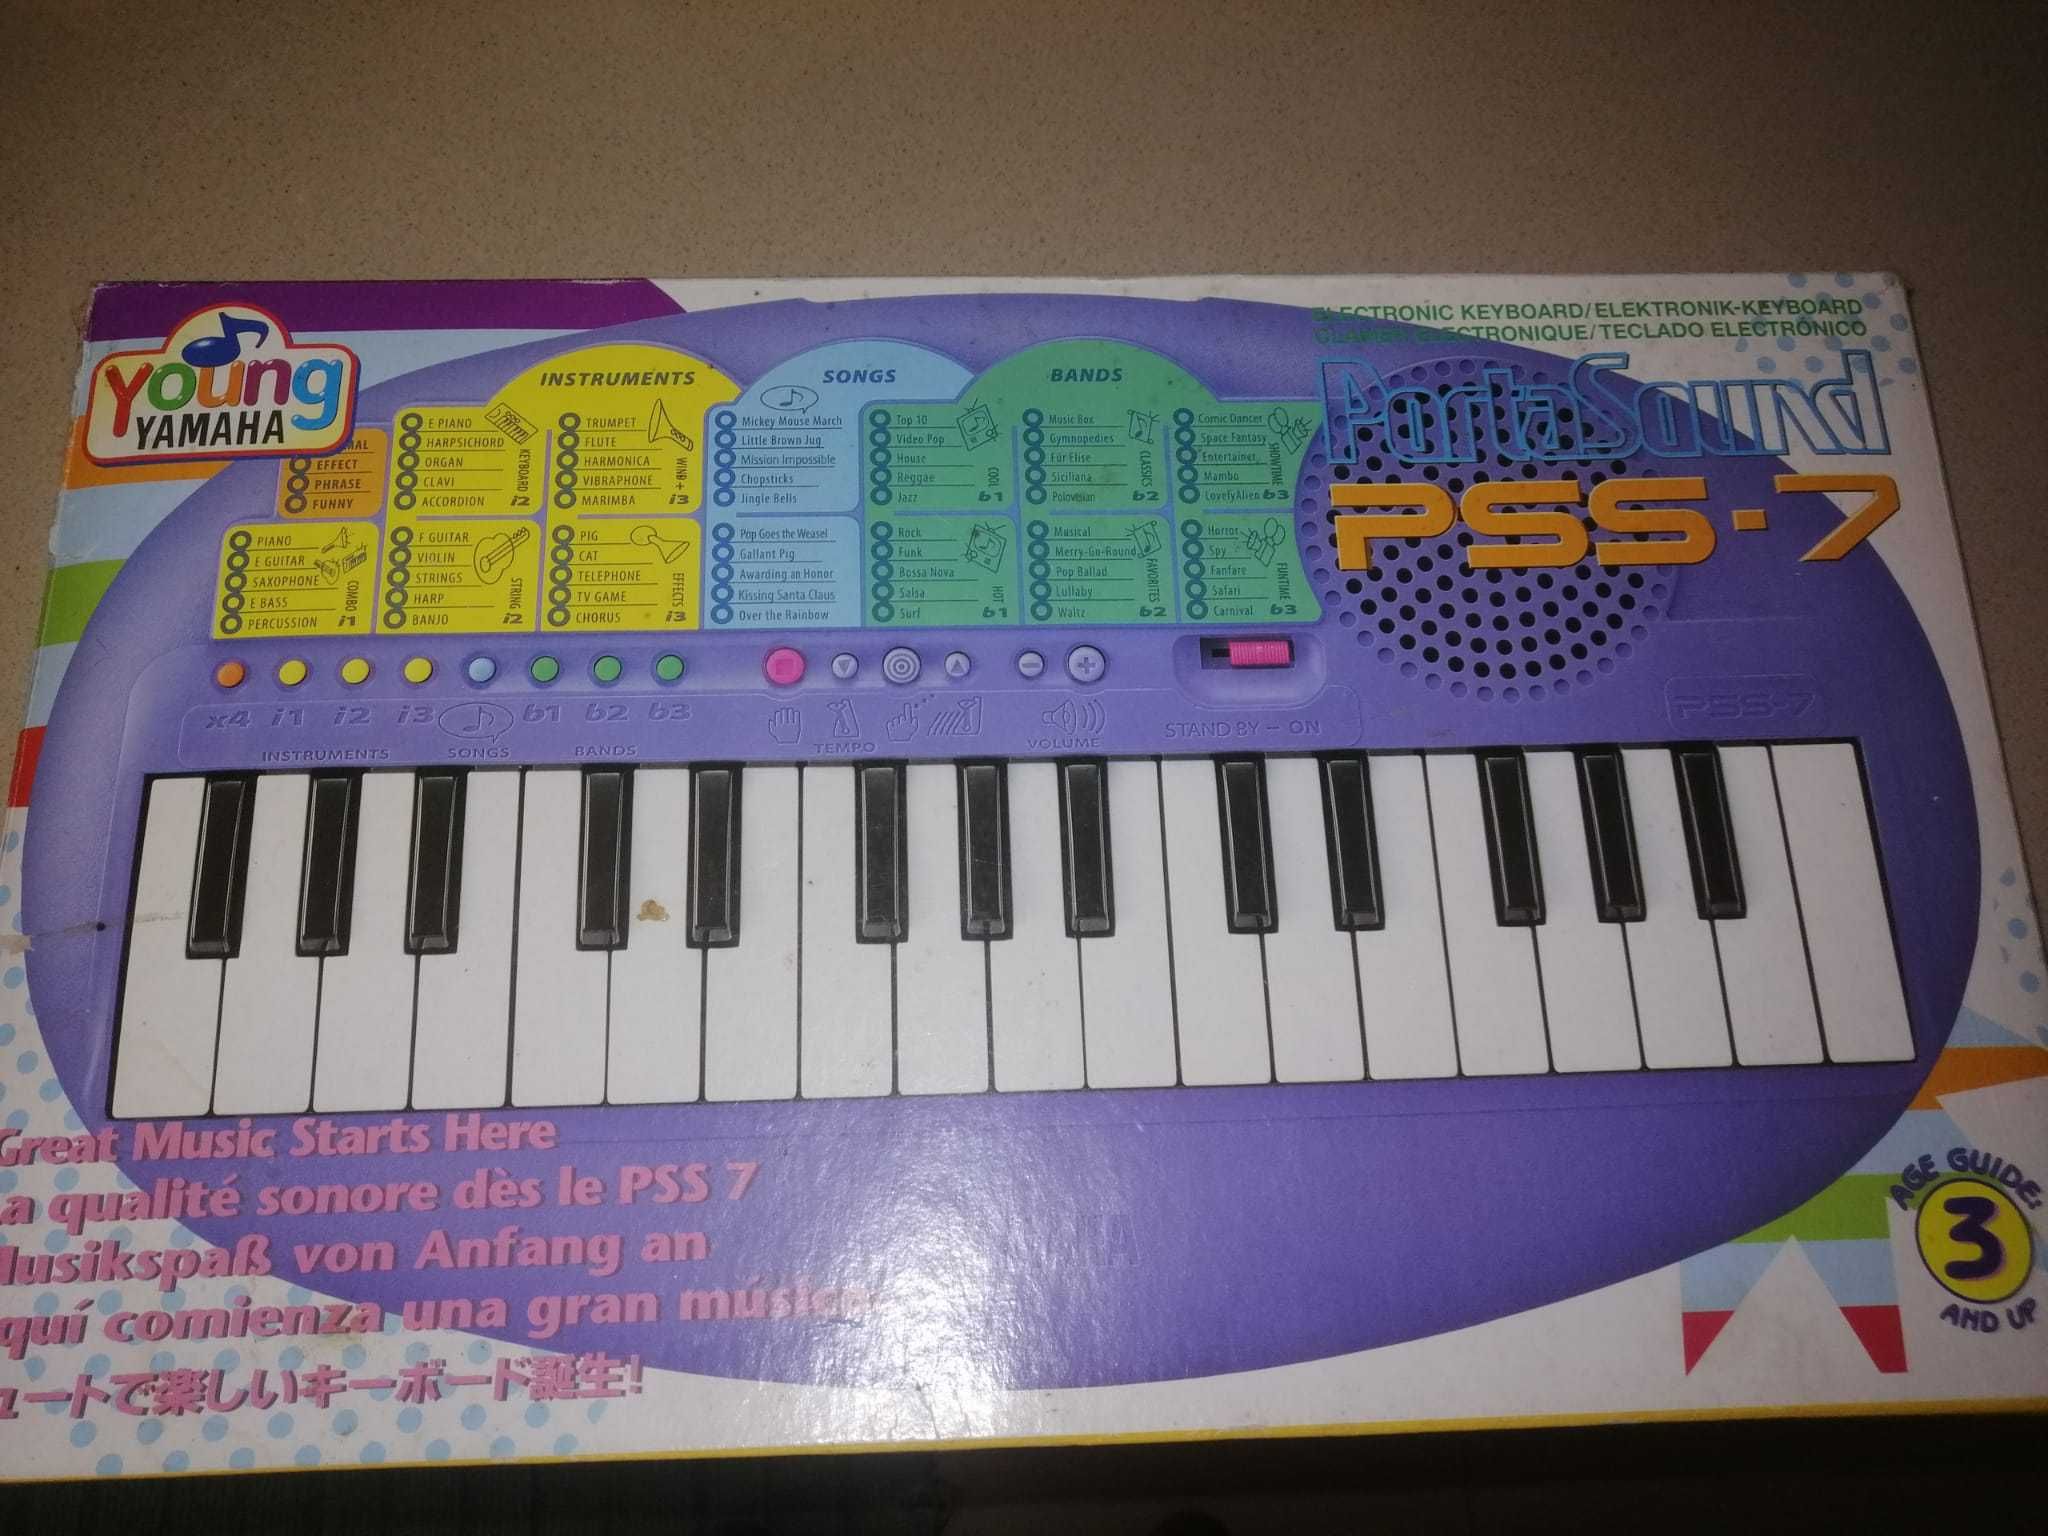 ELECTRONIC KEYBOARD/ELEKTRONIK-KEYBOARD
CLAVIER ELECTRONIQUE/TECLADO ELECTRÓNICO
Young
YAMAHA
PortaSound
PSS-7
INSTRUMENTS
SONGS
BANDS
EFFECT
PHRASE
FUNNY
E PIANO
HARPSICHORD
ORGAN
CLAVI
ACCORDION
KEYBOARD
i2
TRUMPET
FLUTE
HARMONICA
VIBRAPHONE
MARIMBA
WIND +
i3
PIANO
E GUITAR
SAXOPHONE
E BASS
PERCUSSION
COMBO
i1
F GUITAR
VIOLIN
STRINGS
HARP
BANJO
STRING
i2
PIG
CAT
TELEPHONE
TV GAME
CHORUS
EFFECTS
i3
Mickey Mouse March
Little Brown Jug
Mission Impossible
Chopsticks
Jingle Bells
Pop Goes the Weasel
Gallant Pig
Awarding an Honor
Kissing Santa Claus
Over the Rainbow
Top 10
Video Pop
House
Reggae
Jazz
COOL
b1
Music Box
Gymnopedies
Für Elise
Siciliana
Polovtsian
CLASSICS
b2
Comic Dancer
Space Fantasy
Entertainer
Mambo
LovelyAlien
SHOWTIME
b3
Rock
Funk
Bossa Nova
Salsa
Surf
HOT
b1
Musical
Merry-Go-Round
Pop Ballad
Lullaby
Waltz
FAVORITES
b2
Horror
Spy
Fanfare
Safari
Carnival
FUNTIME
b3
x4 i1 i2 i3 b1 b2 b3
INSTRUMENTS SONGS BANDS
TEMPO
VOLUME
STAND BY – ON
PSS-7
Great Music Starts Here
La qualité sonore dès le PSS 7
Musikspaß von Anfang an
quí comienza una gran música
ートで楽しいキーボード誕生!
AGE GUIDE:
3
AND UP